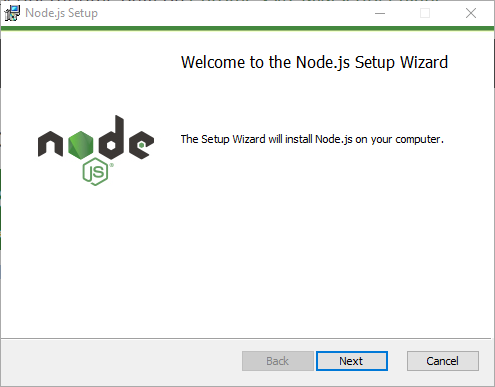 Node.js Setup
Welcome to the Node.js Setup Wizard
node
JS
®
The Setup Wizard will install Node.js on your computer.
Back
Next
Cancel